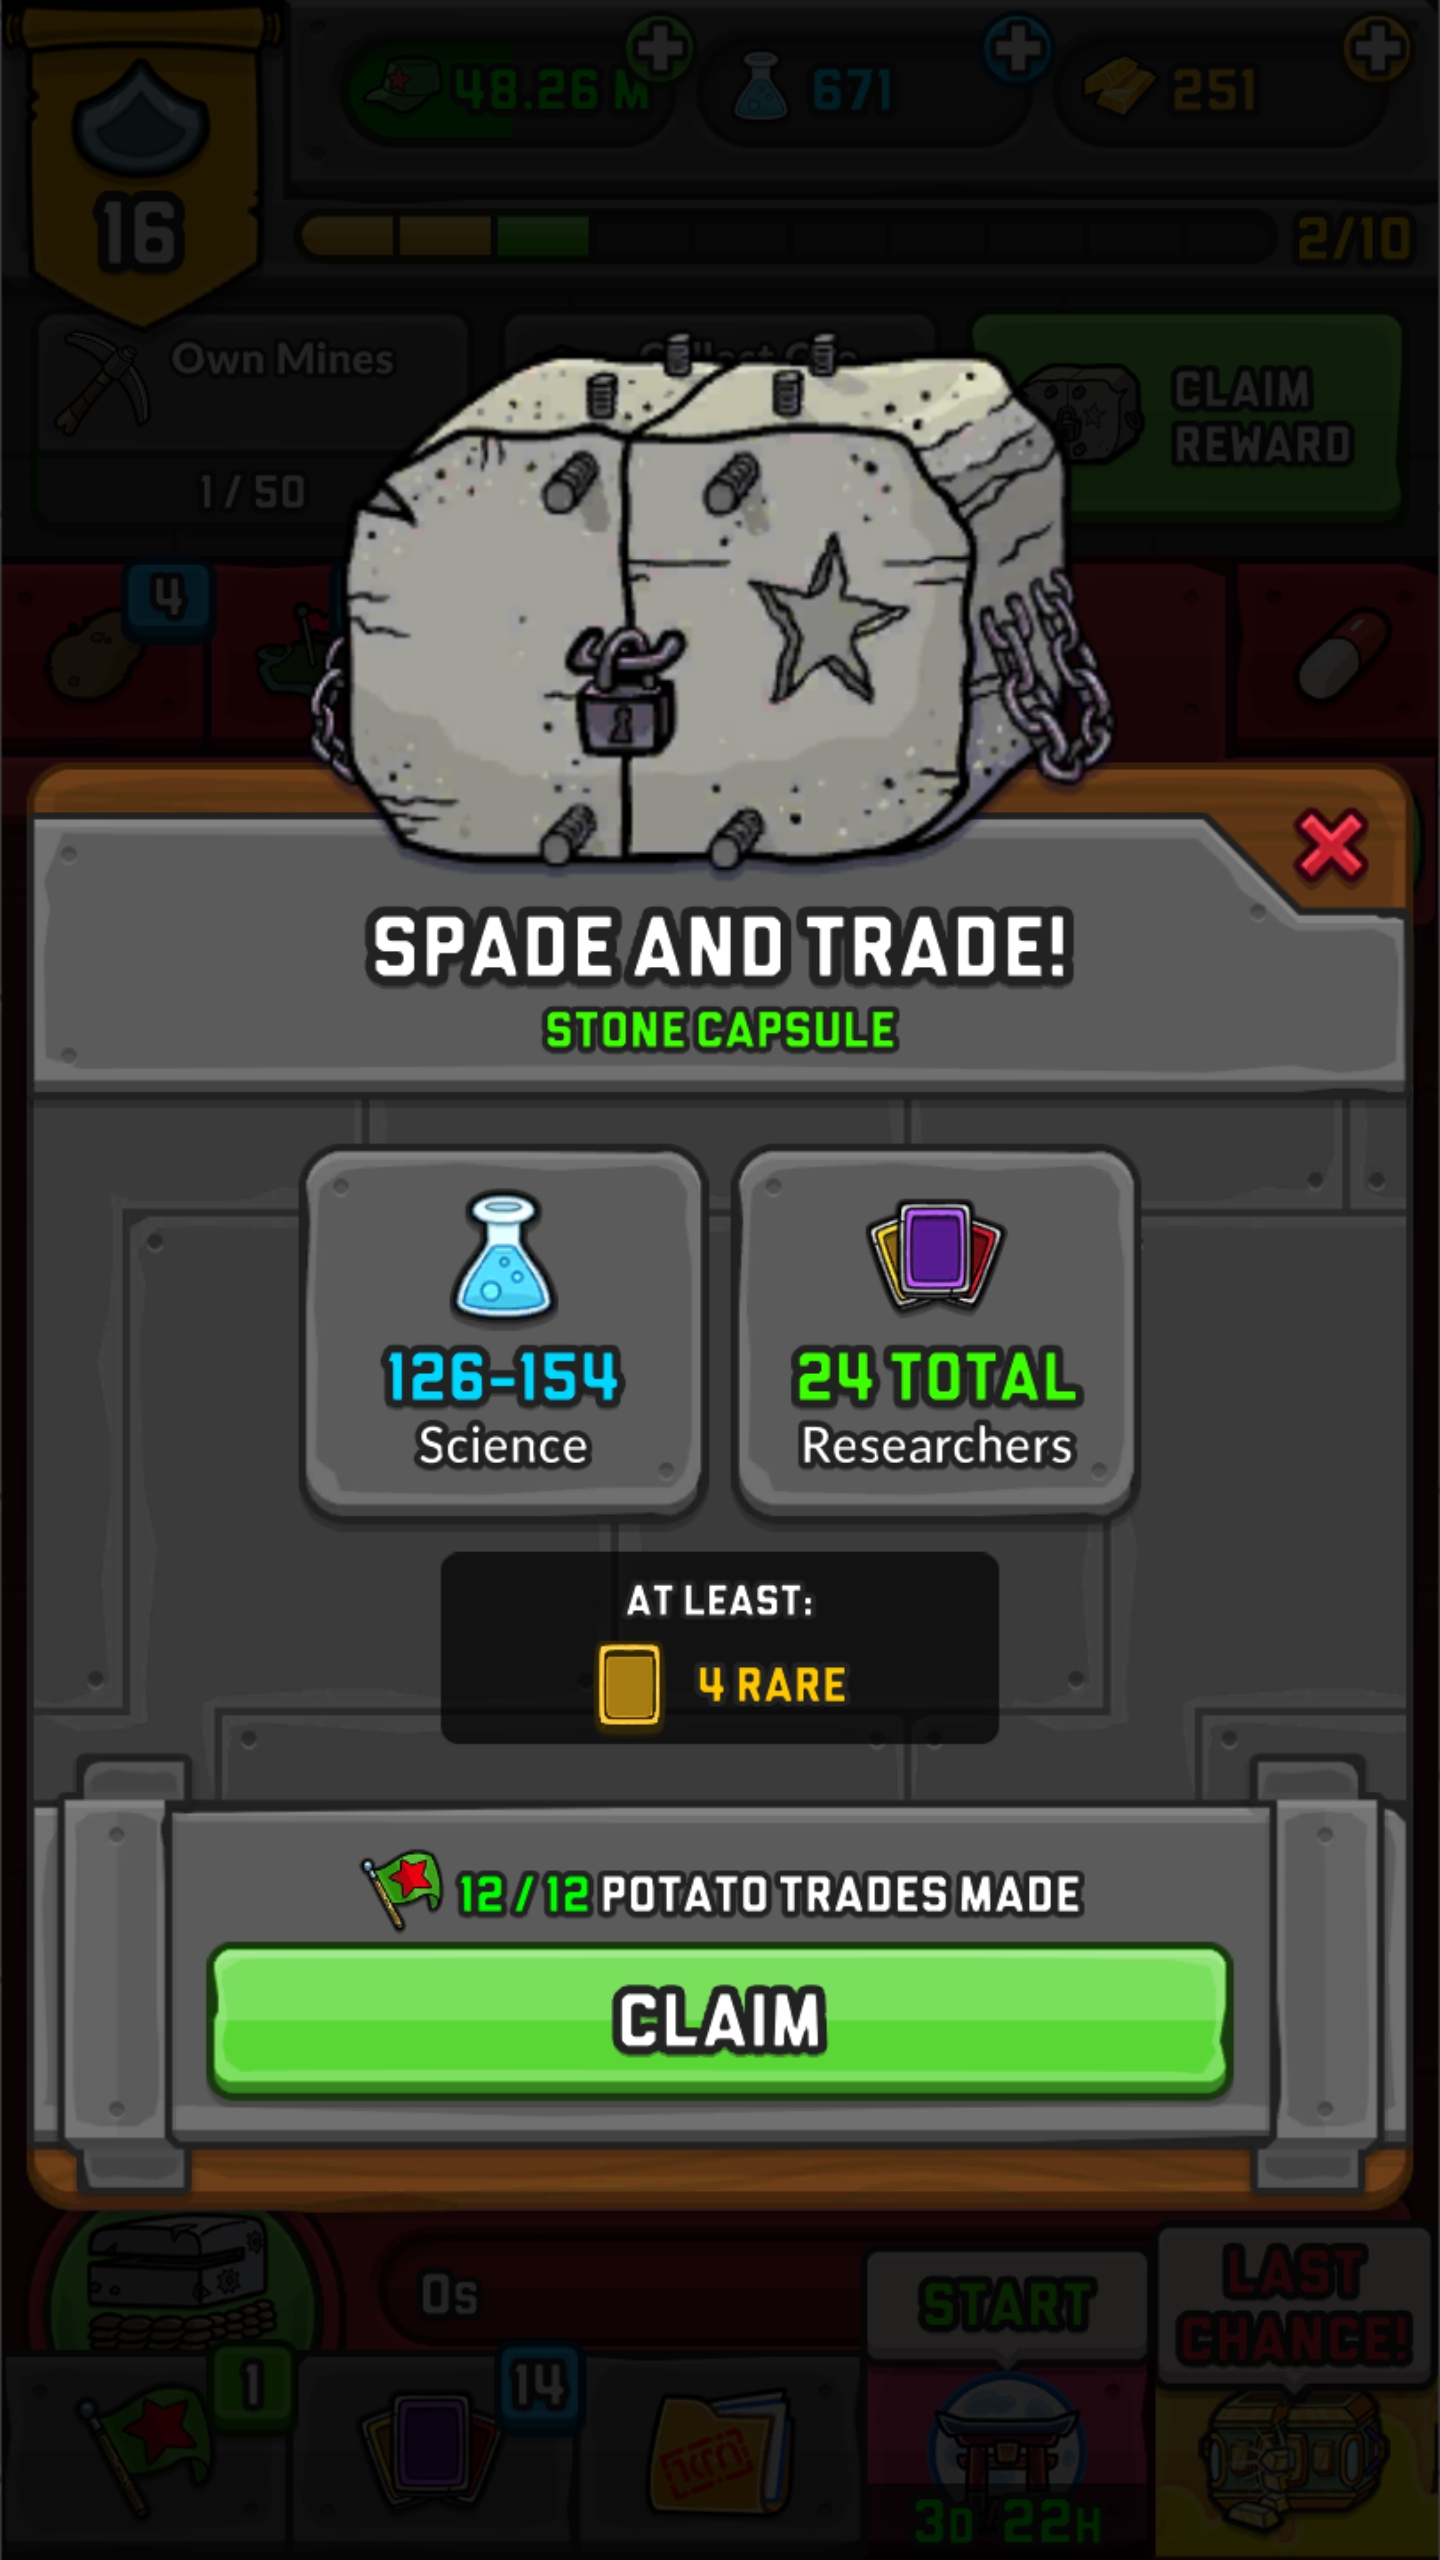 48.26 M
671
251
16
2/10
Own Mines
1/50
CLAIM
REWARD
4
SPADE AND TRADE!
STONE CAPSULE
126-154
Science
24 TOTAL
Researchers
AT LEAST:
4 RARE
12/12 POTATO TRADES MADE
CLAIM
0s
START
LAST
CHANCE!
1
14
3D 22H